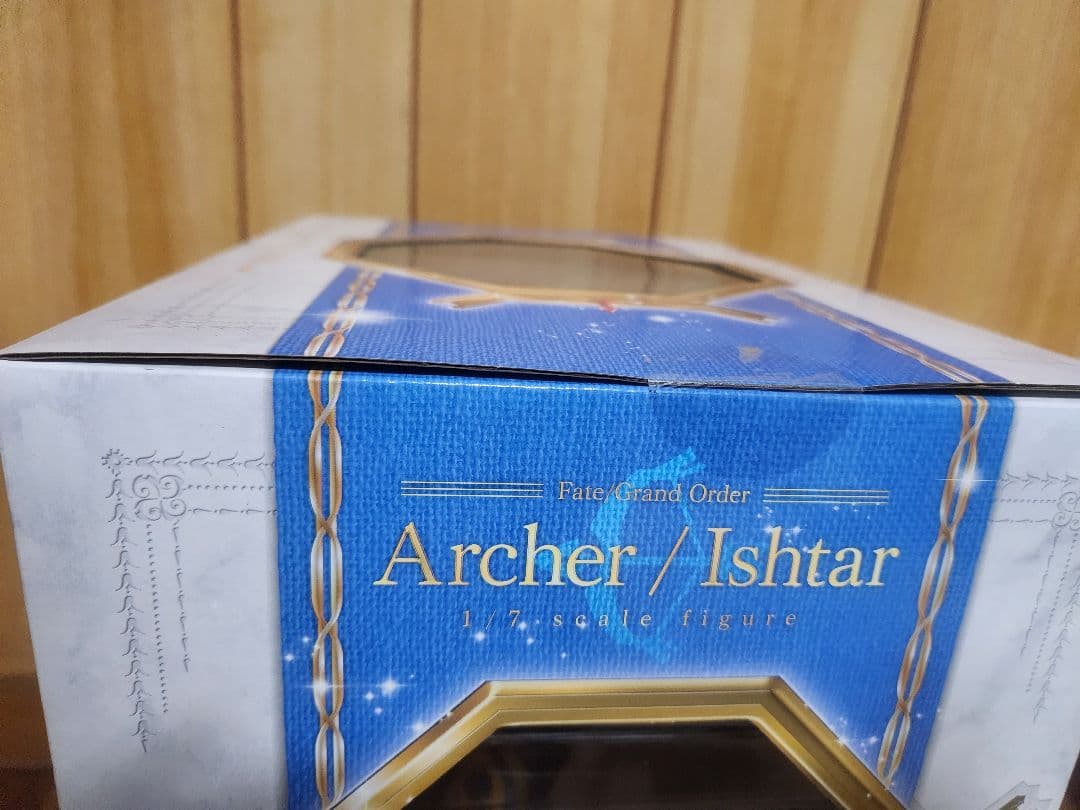 Fate/Grand Order
Archer / Ishtar
1/7 scale figure